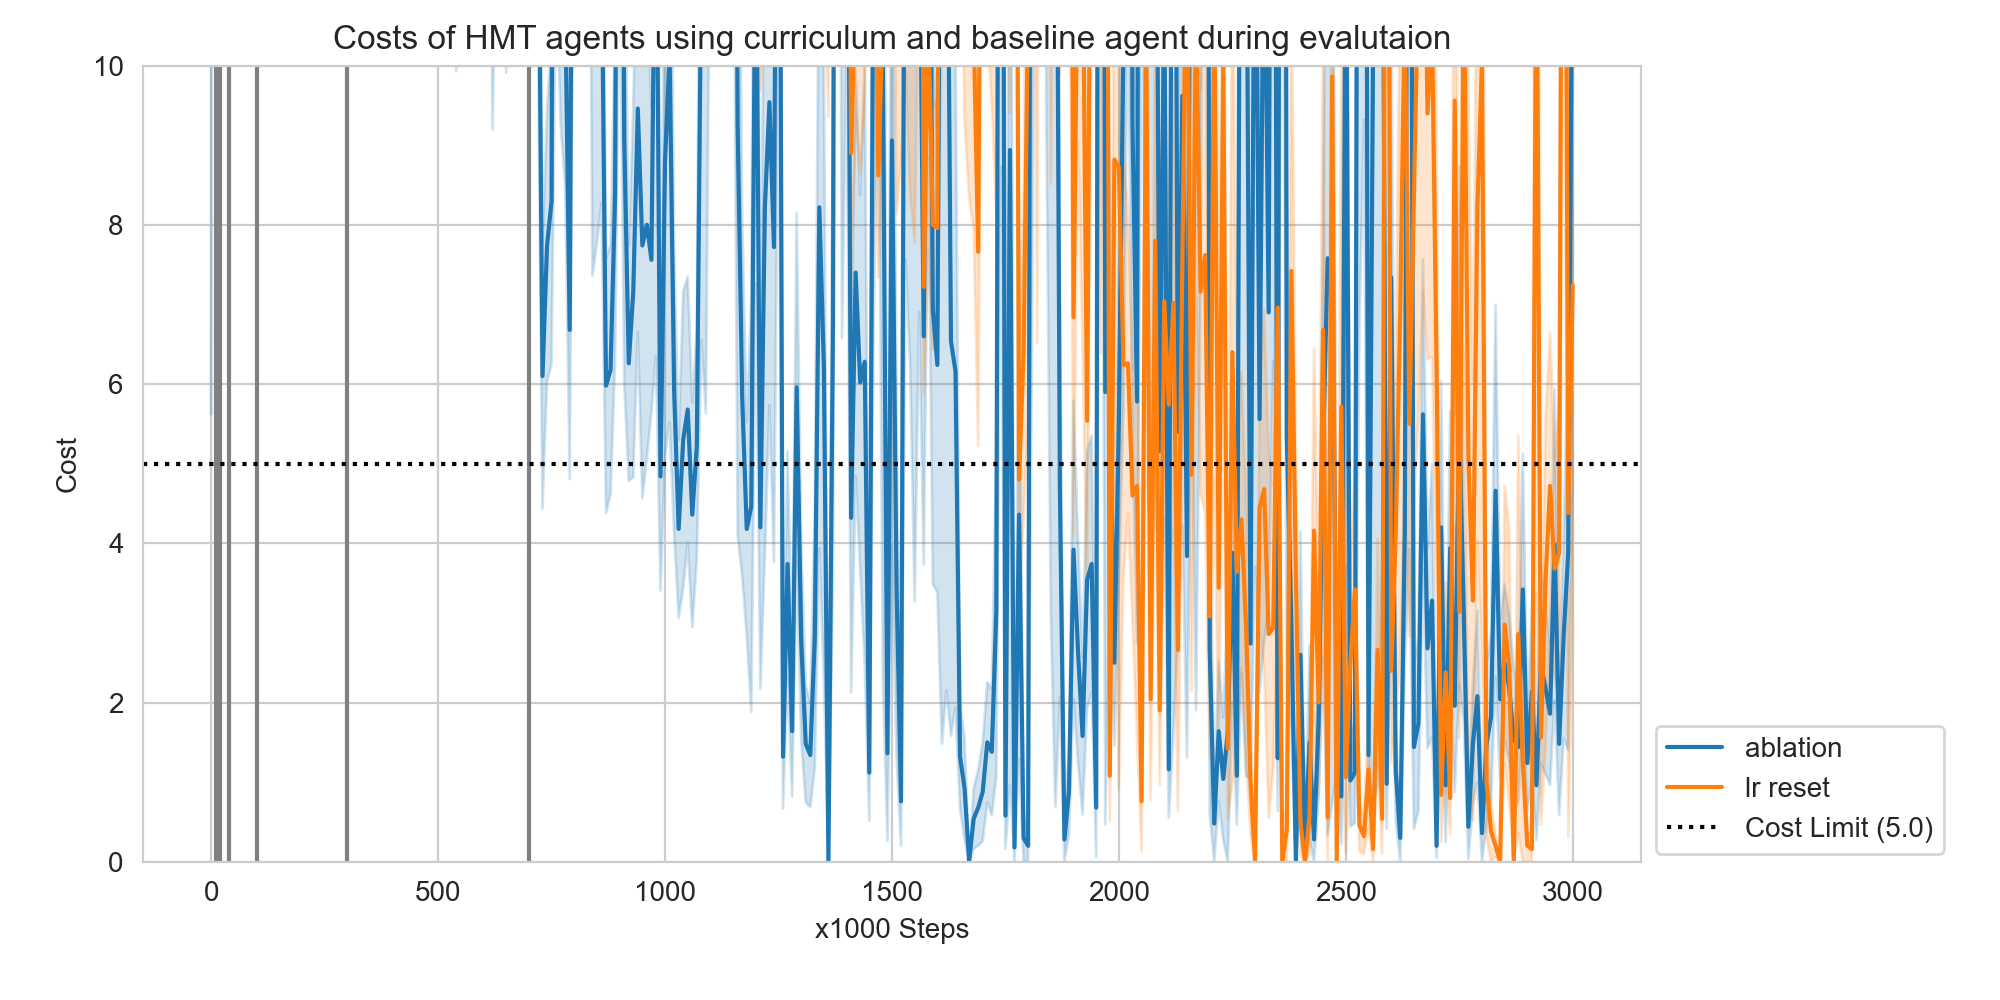 Costs of HMT agents using curriculum and baseline agent during evalutaion
10
8
6
4
2
0
Cost
0 500 1000 1500 2000 2500 3000
x1000 Steps
ablation
lr reset
Cost Limit (5.0)